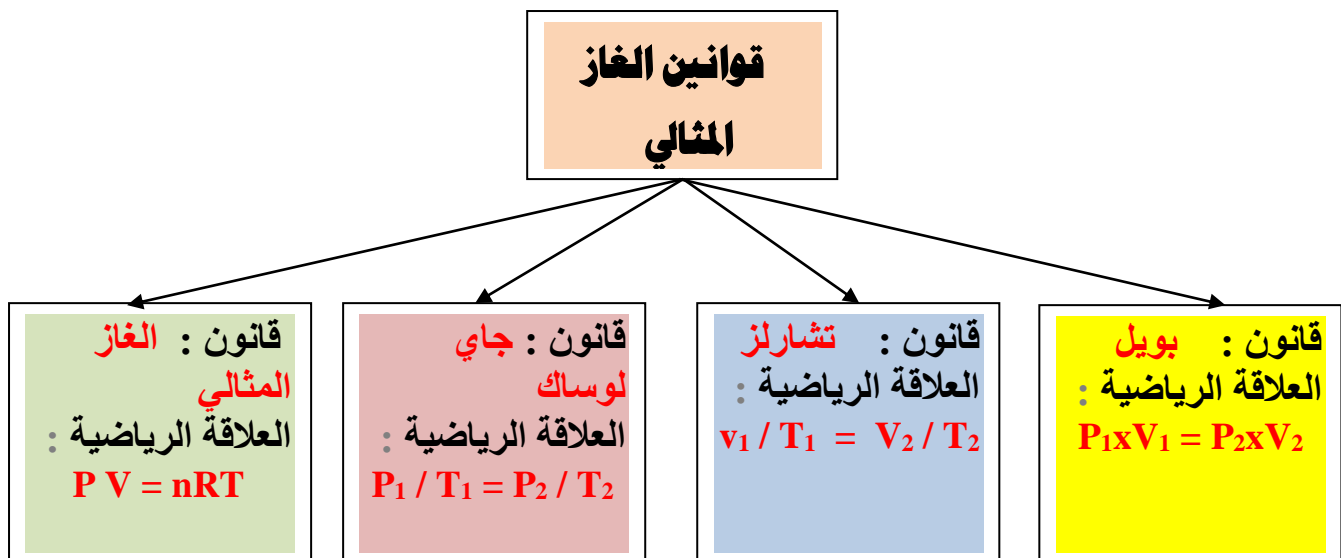 قوانين الغاز
المثالي
قانون : بويل
العلاقة الرياضية :
P₁xV₁ = P₂xV₂
قانون : تشارلز
العلاقة الرياضية :
v₁ / T₁ = V₂ / T₂
قانون : جاي
لوساك
العلاقة الرياضية :
P₁ / T₁ = P₂ / T₂
قانون : الغاز
المثالي
العلاقة الرياضية :
P V = nRT